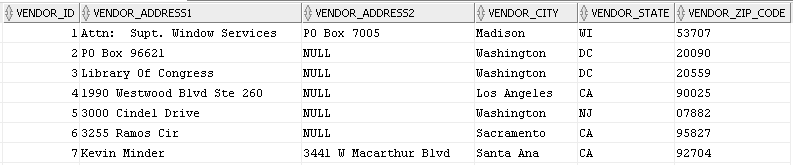 VENDOR_ID VENDOR_ADDRESS1 VENDOR_ADDRESS2 VENDOR_CITY VENDOR_STATE VENDOR_ZIP_CODE
1 Attn:  Supt. Window Services PO Box 7005 Madison WI 53707
2 PO Box 96621 NULL Washington DC 20090
3 Library Of Congress NULL Washington DC 20559
4 1990 Westwood Blvd Ste 260 NULL Los Angeles CA 90025
5 3000 Cindel Drive NULL Washington NJ 07882
6 3255 Ramos Cir NULL Sacramento CA 95827
7 Kevin Minder 3441 W Macarthur Blvd Santa Ana CA 92704